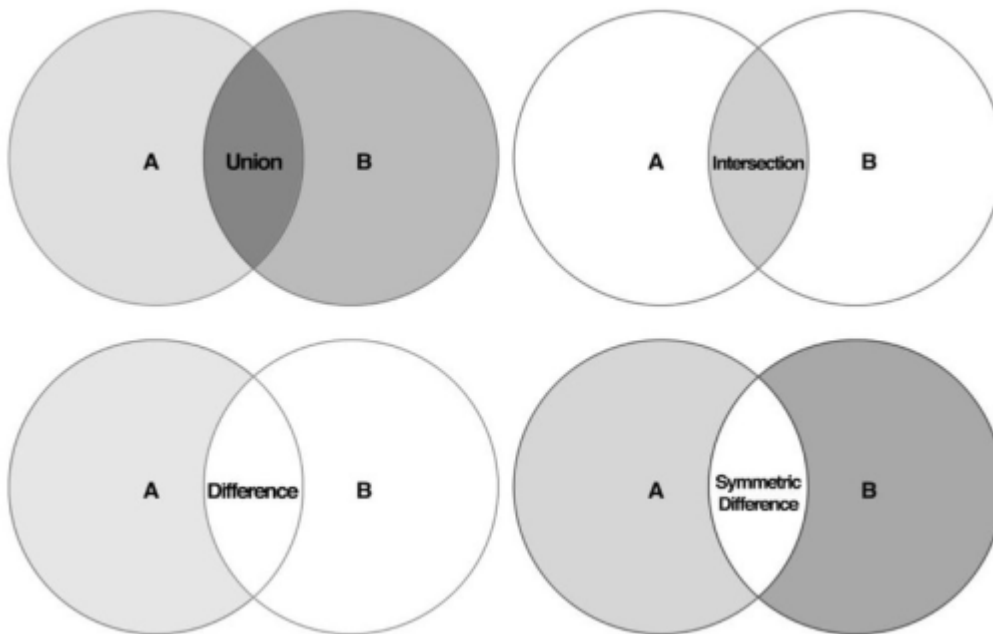 A Union B
A Intersection B
A Difference B
A Symmetric Difference B